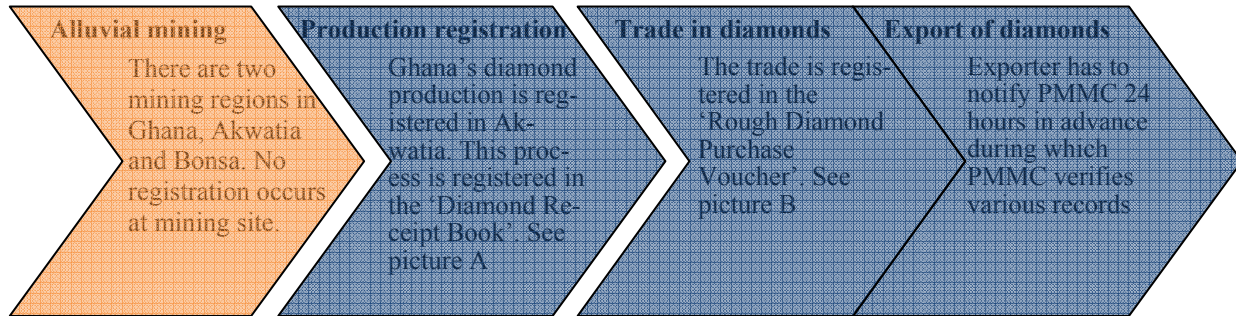 Alluvial mining
There are two
mining regions in
Ghana, Akwatia
and Bonsa. No
registration occurs
at mining site.
Production registration
Ghana’s diamond
production is reg-
istered in Ak-
watia. This proc-
ess is registered in
the ‘Diamond Re-
ceipt Book’. See
picture A
Trade in diamonds
The trade is regis-
tered in the
‘Rough Diamond
Purchase
Voucher’. See
picture B
Export of diamonds
Exporter has to
notify PMMC 24
hours in advance
during which
PMMC verifies
various records